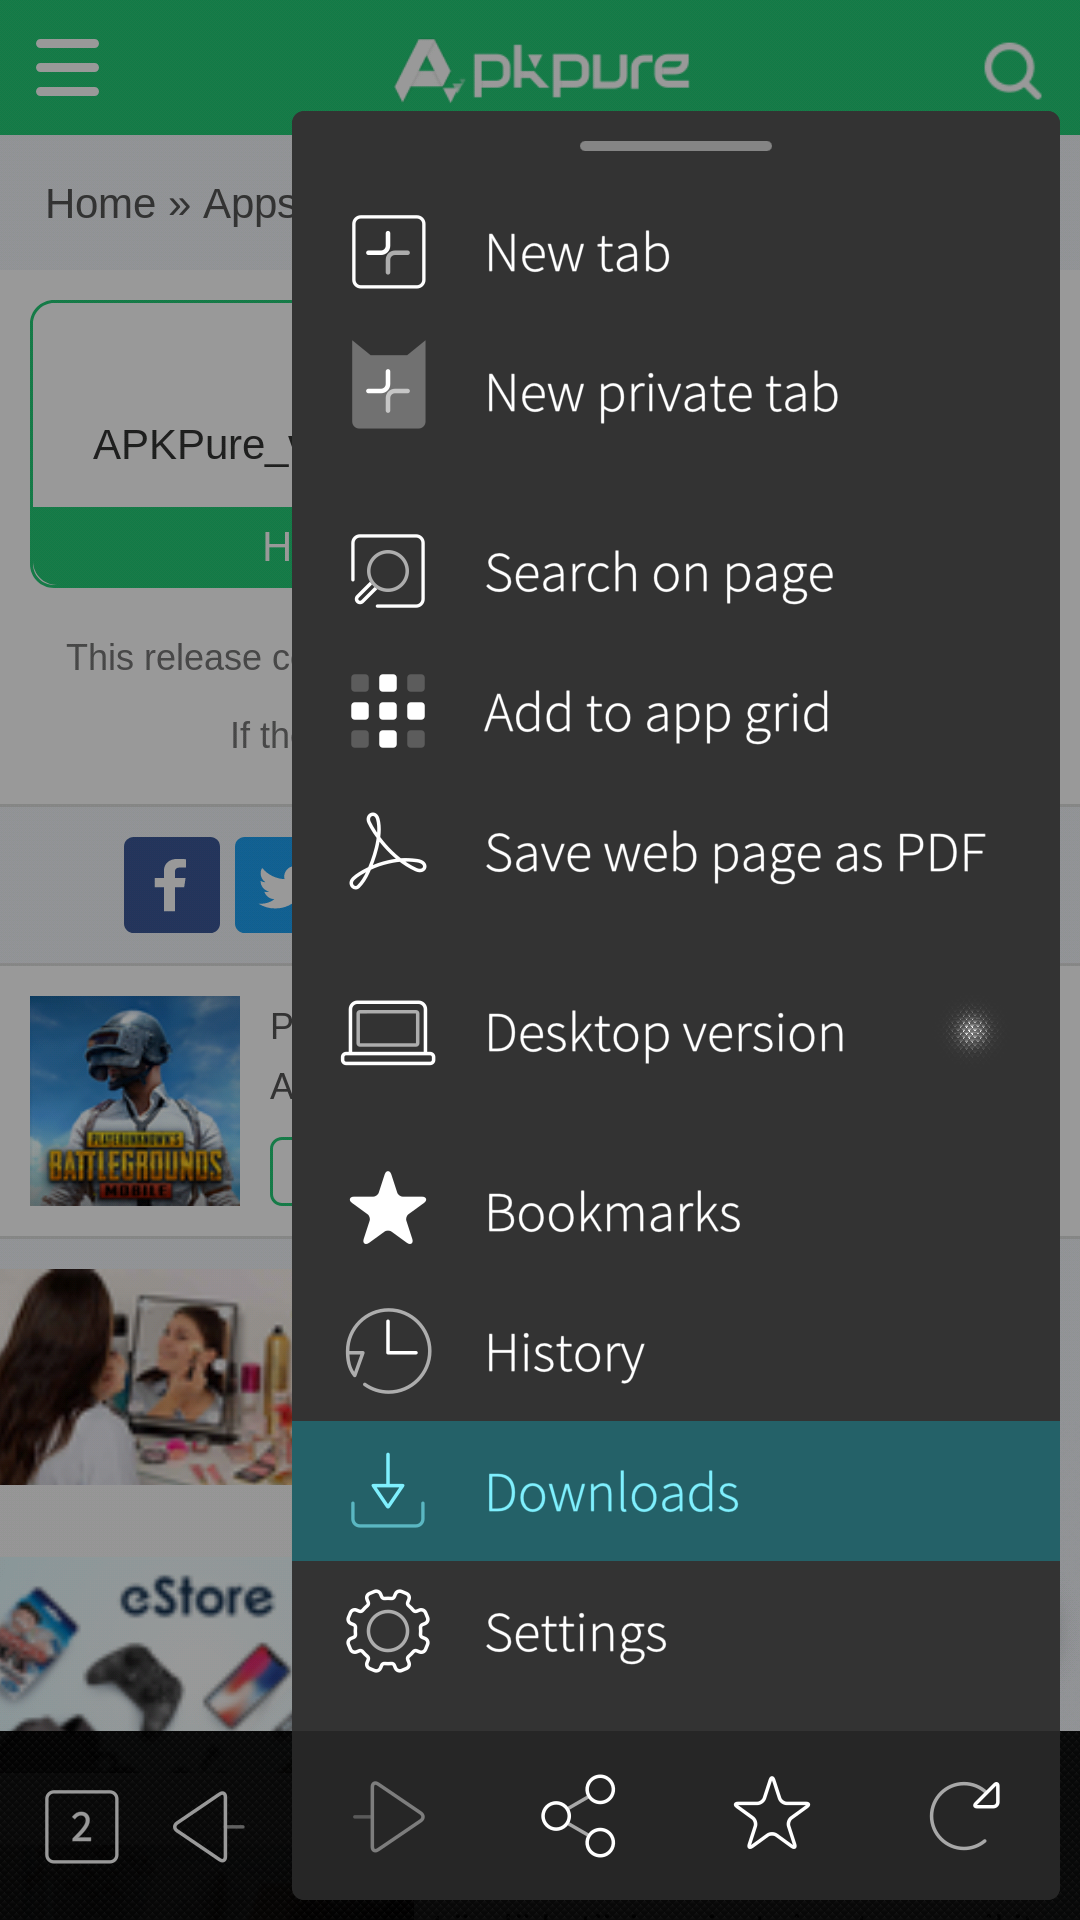 Apkpure
Home » Apps
New tab
New private tab
APKPure_
H
Search on page
This release c
Add to app grid
If th
Save web page as PDF
f
Desktop version
P
A
PLAYERUNKNOWN'S
BATTLEGROUNDS
MOBILE
Bookmarks
History
Downloads
eStore
Settings
2